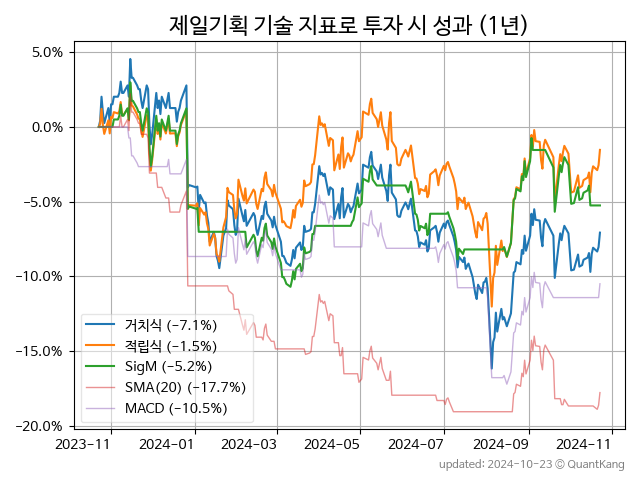 제일기획 기술 지표로 투자 시 성과 (1년)
5.0%
0.0%
−5.0%
−10.0%
−15.0%
−20.0%
거치식 (−7.1%)
적립식 (−1.5%)
SigM (−5.2%)
SMA(20) (−17.7%)
MACD (−10.5%)
2023−11 2024−01 2024−03 2024−05 2024−07 2024−09 2024−11
updated: 2024-10-23 © QuantKang